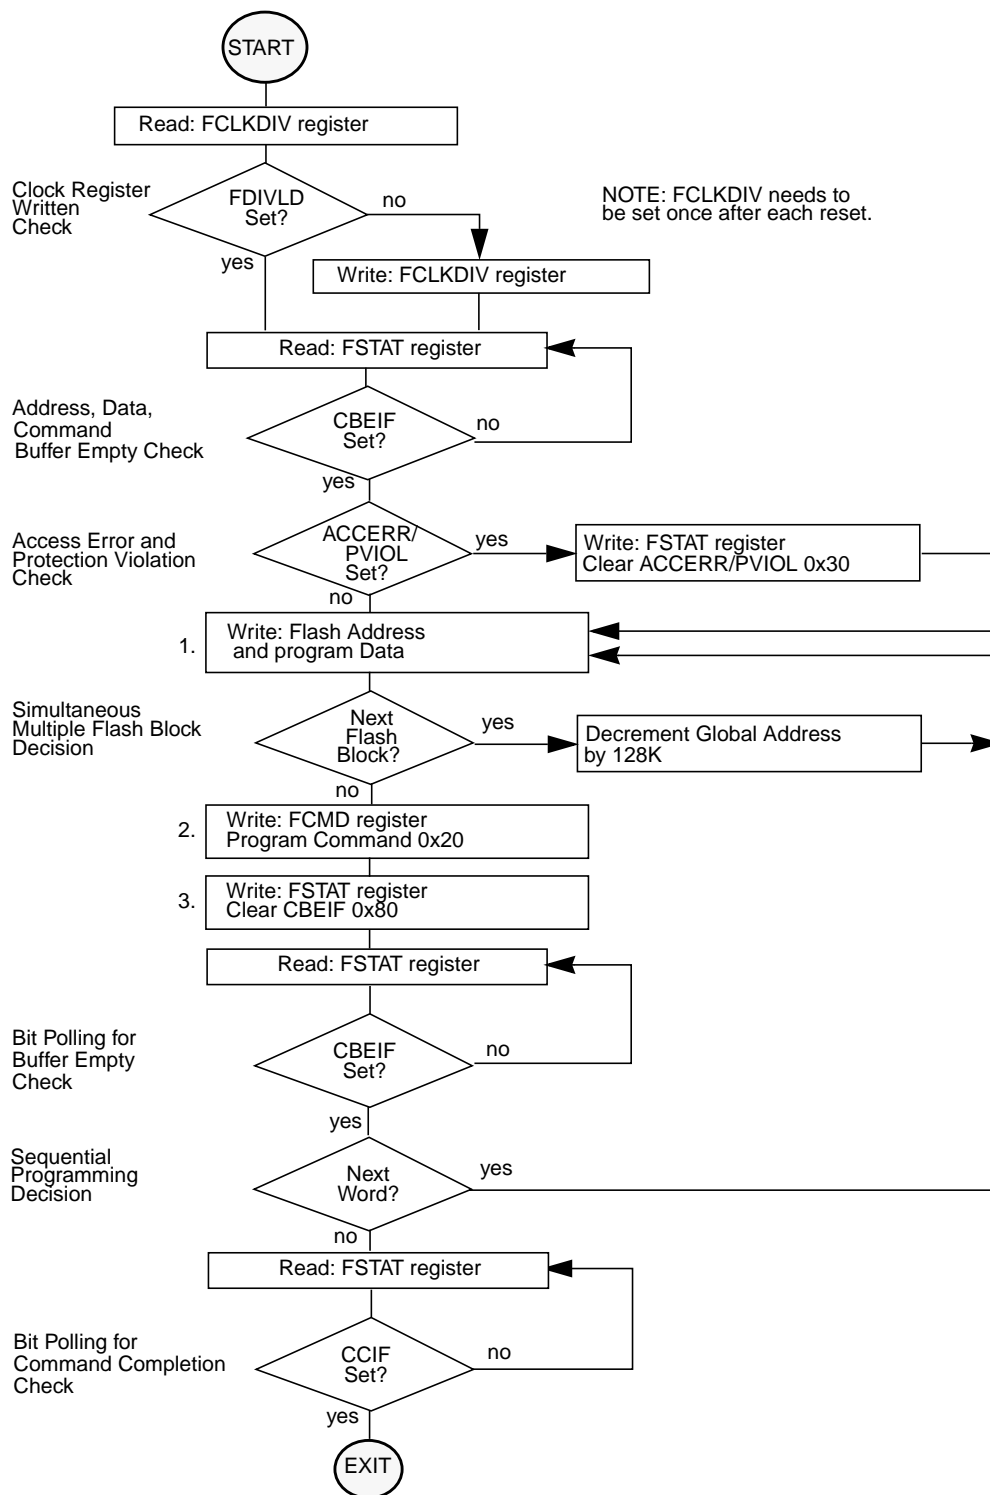 START
Read: FCLKDIV register
Clock Register
Written
Check
FDIVLD
Set?
no
yes
NOTE: FCLKDIV needs to
be set once after each reset.
Write: FCLKDIV register
Read: FSTAT register
Address, Data,
Command
Buffer Empty Check
CBEIF
Set?
no
yes
Access Error and
Protection Violation
Check
ACCERR/
PVIOL
Set?
yes
no
Write: FSTAT register
Clear ACCERR/PVIOL 0x30
1.
Write: Flash Address
and program Data
Simultaneous
Multiple Flash Block
Decision
Next
Flash
Block?
yes
no
Decrement Global Address
by 128K
2.
Write: FCMD register
Program Command 0x20
3.
Write: FSTAT register
Clear CBEIF 0x80
Read: FSTAT register
Bit Polling for
Buffer Empty
Check
CBEIF
Set?
no
yes
Sequential
Programming
Decision
Next
Word?
yes
no
Read: FSTAT register
Bit Polling for
Command Completion
Check
CCIF
Set?
no
yes
EXIT